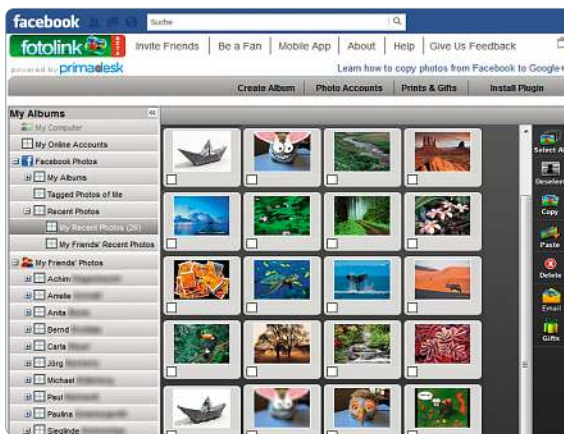 facebook Suche
fotolink Invite Friends Be a Fan Mobile App About Help Give Us Feedback
powered by primadesk Learn how to copy photos from Facebook to Google+
Create Album Photo Accounts Prints & Gifts Install Plugin
My Albums
My Computer
My Online Accounts
Facebook Photos
My Albums
Tagged Photos of Me
Recent Photos
My Recent Photos (26)
My Friends' Recent Photos
My Friends' Photos
Achim
Amelie
Anita
Bernd
Carla
Jörg
Michael
Paul
Paulina
Sieglinde
Select Al
Deselect
Copy
Paste
Delete
Email
Gifts